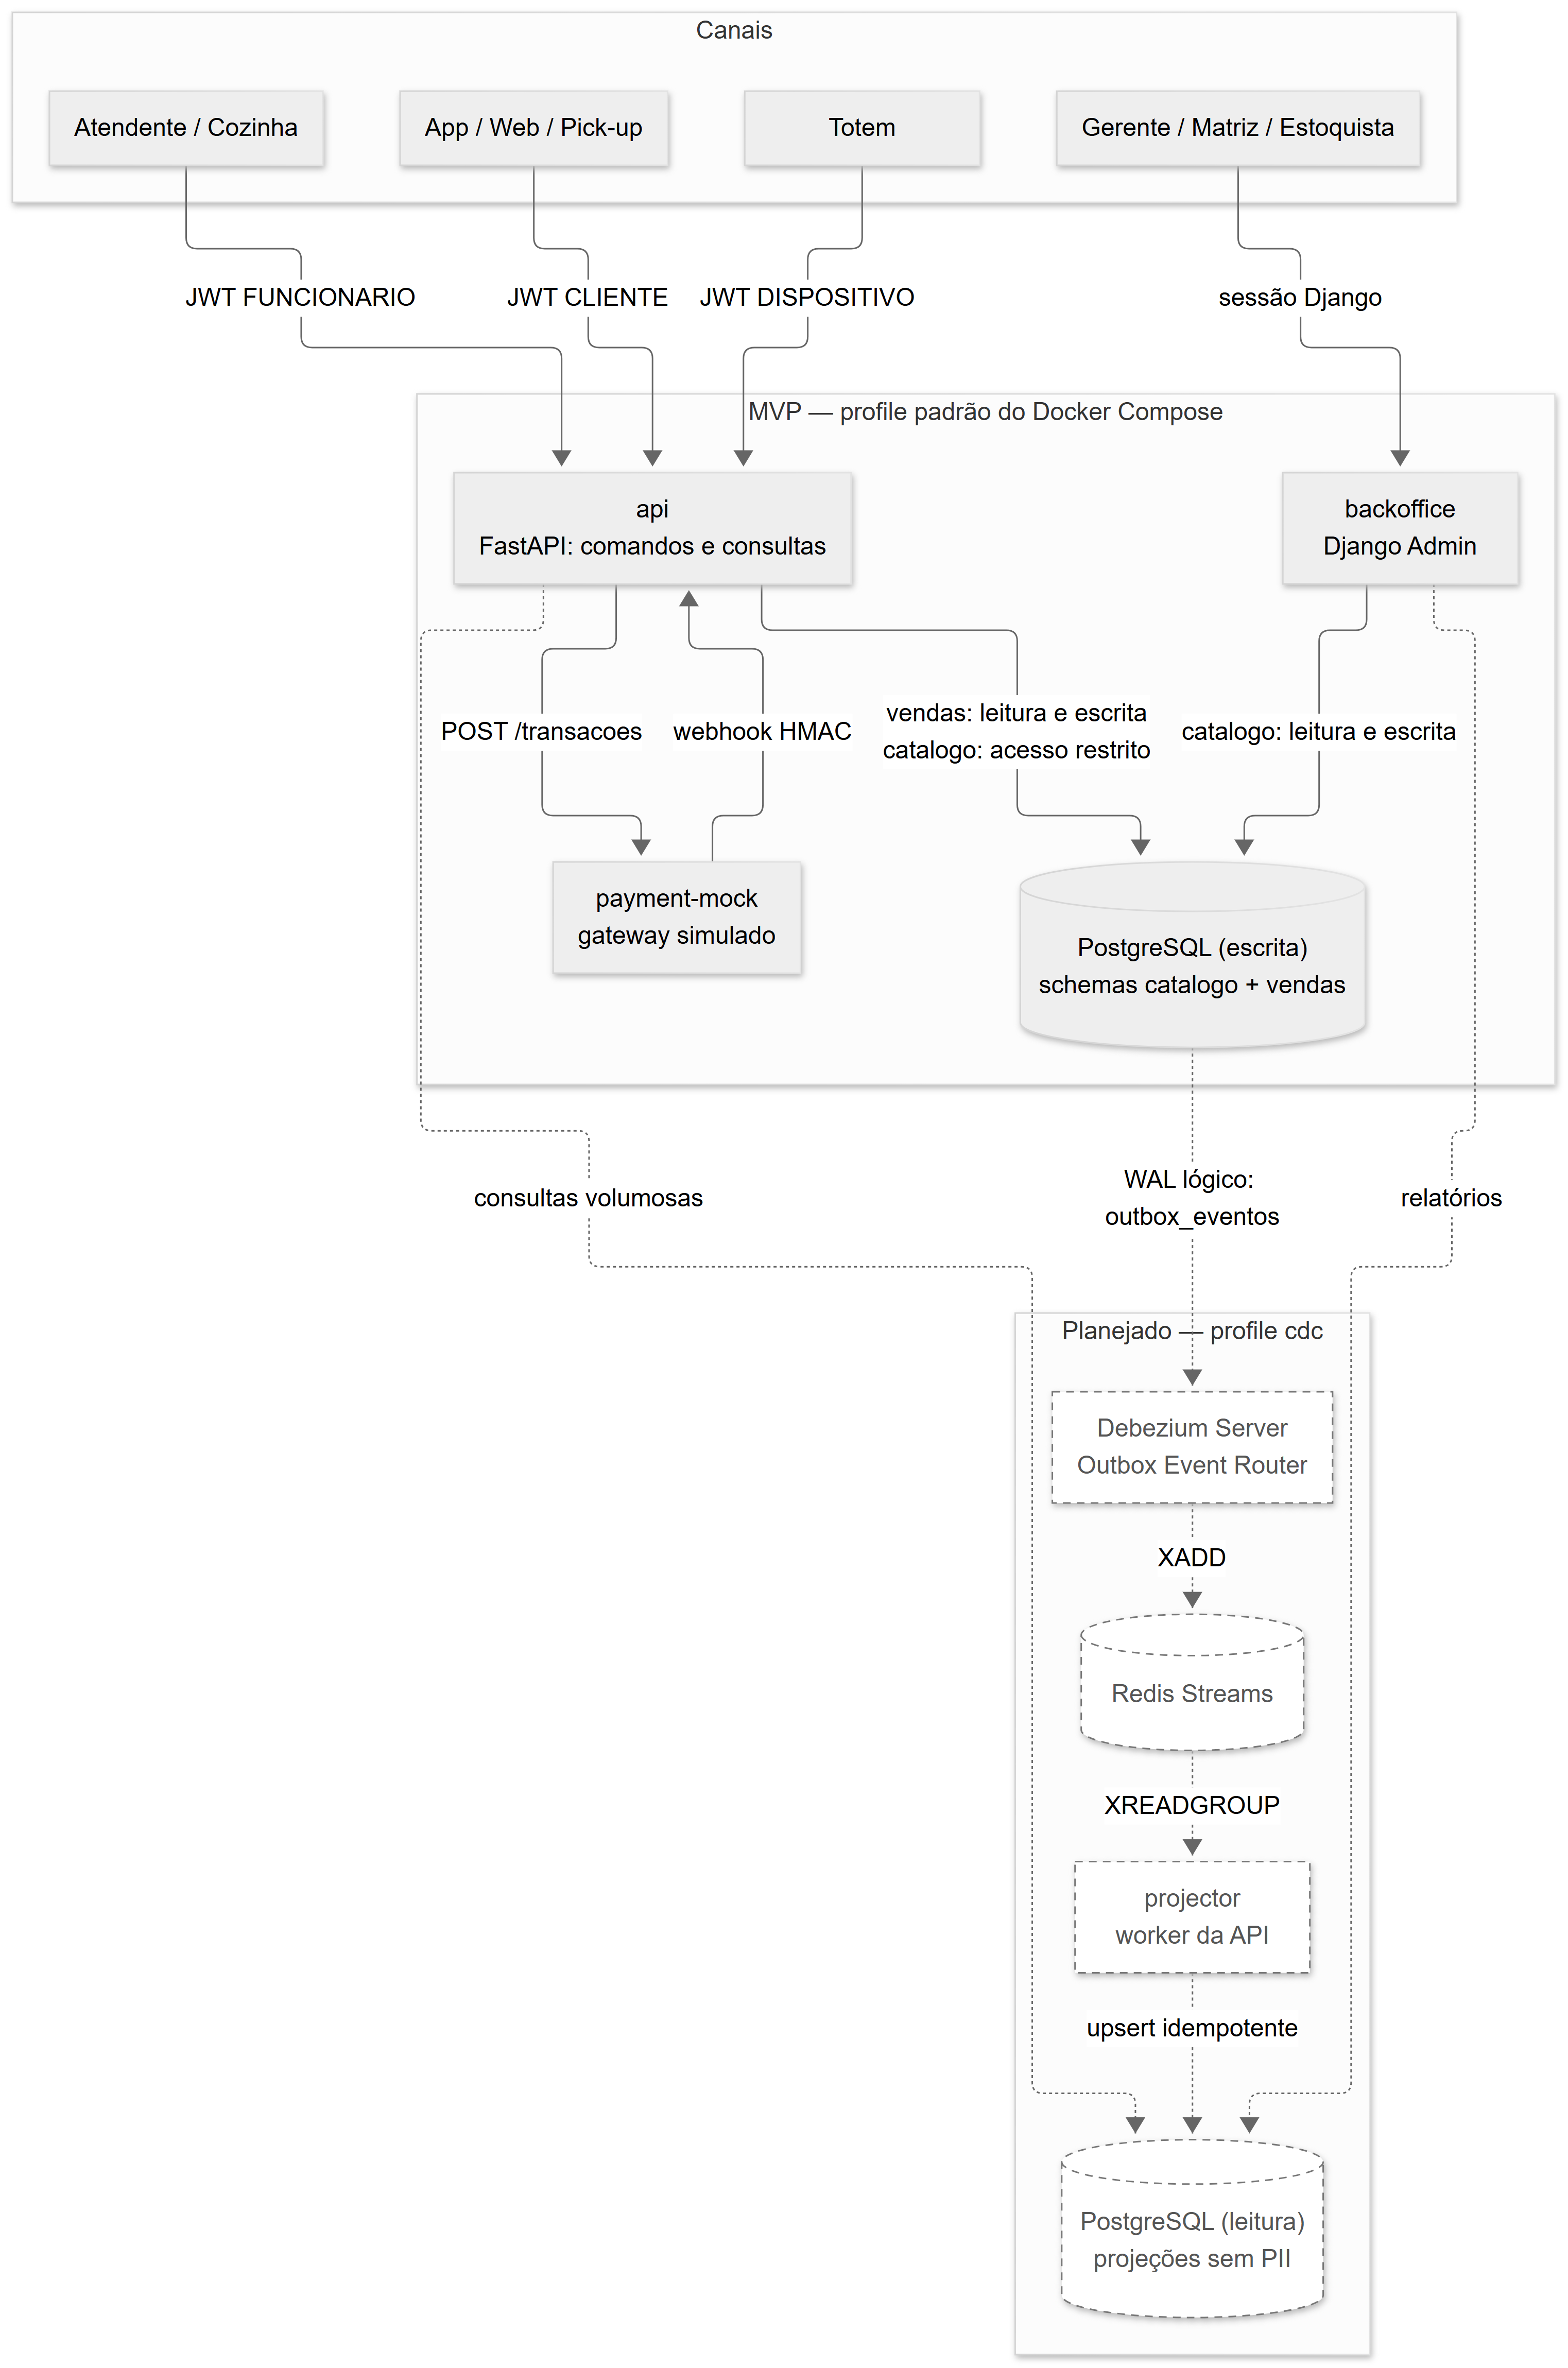 Canais
Atendente / Cozinha
App / Web / Pick-up
Totem
Gerente / Matriz / Estoquista
JWT FUNCIONARIO
JWT CLIENTE
JWT DISPOSITIVO
sessão Django
MVP — profile padrão do Docker Compose
api
FastAPI: comandos e consultas
backoffice
Django Admin
POST /transacoes
webhook HMAC
vendas: leitura e escrita
catalogo: acesso restrito
catalogo: leitura e escrita
payment-mock
gateway simulado
PostgreSQL (escrita)
schemas catalogo + vendas
consultas volumosas
WAL lógico:
outbox_eventos
relatórios
Planejado — profile cdc
Debezium Server
Outbox Event Router
XADD
Redis Streams
XREADGROUP
projector
worker da API
upsert idempotente
PostgreSQL (leitura)
projeções sem PII